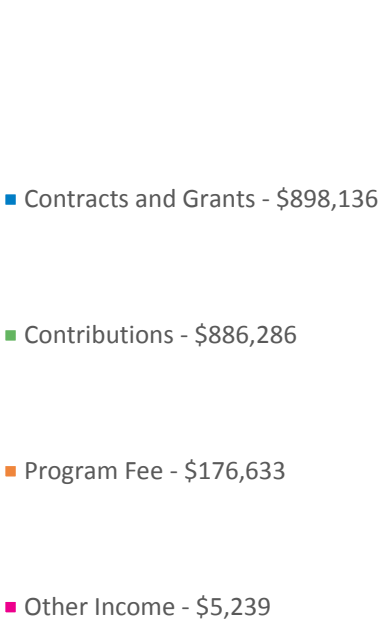 Contracts and Grants - $898,136
Contributions - $886,286
Program Fee - $176,633
Other Income - $5,239